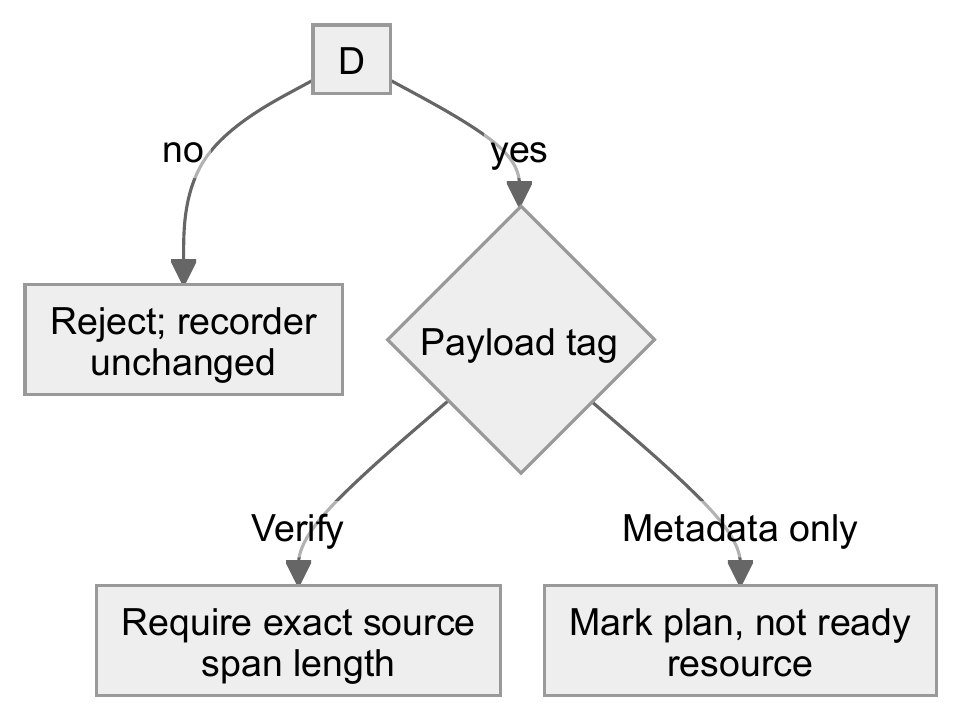 D
no
yes
Reject; recorder
unchanged
Payload tag
Verify
Metadata only
Require exact source
span length
Mark plan, not ready
resource